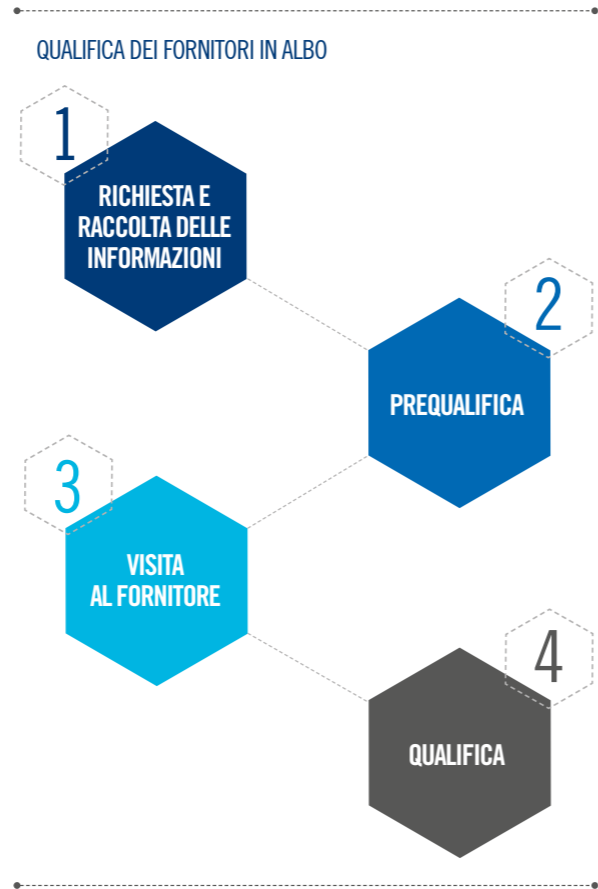 QUALIFICA DEI FORNITORI IN ALBO
1
RICHIESTA E
RACCOLTA DELLE
INFORMAZIONI
2
PREQUALIFICA
3
VISITA
AL FORNITORE
4
QUALIFICA